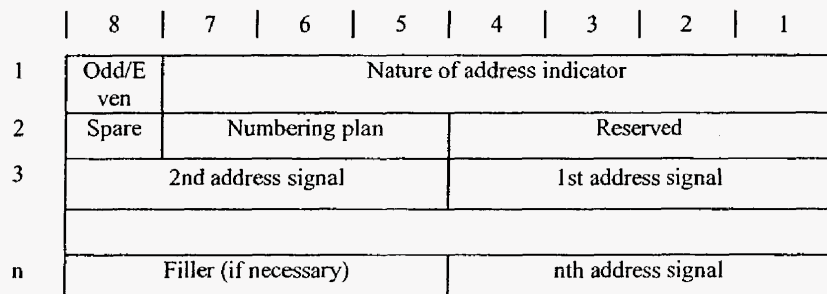 8 7 6 5 4 3 2 1
1 Odd/E Nature of address indicator
ven
2 Spare Numbering plan Reserved
3 2nd address signal 1st address signal
n Filler (if necessary) nth address signal